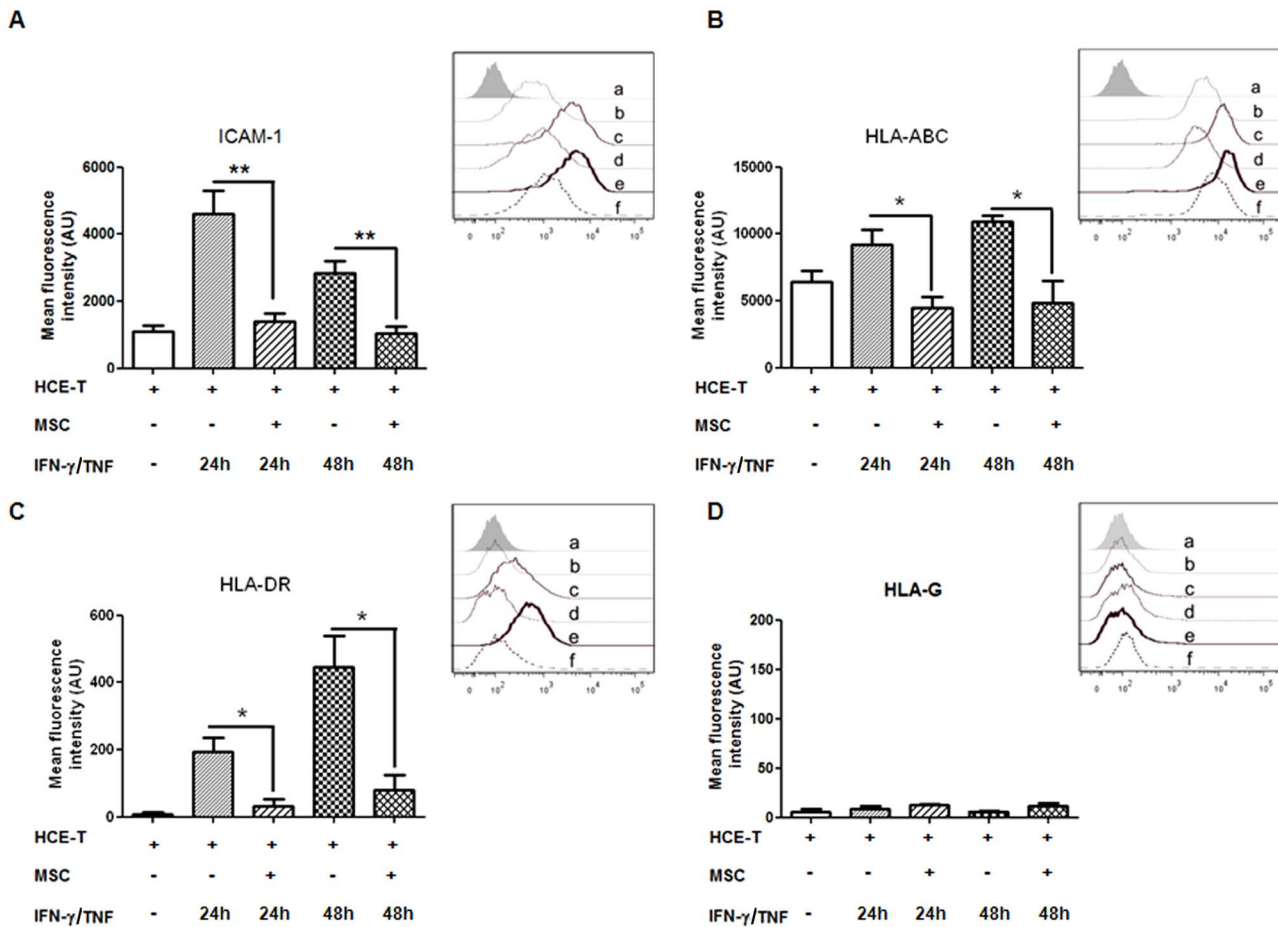 A
ICAM-1
Mean fluorescence
intensity (AU)
6000
4000
2000
0
** **
HCE-T + + + + +
MSC - - + - +
IFN-γ/TNF - 24h 24h 48h 48h
a
b
c
d
e
f
0 10² 10³ 10⁴ 10⁵
B
HLA-ABC
Mean fluorescence
intensity (AU)
15000
10000
5000
0
* *
HCE-T + + + + +
MSC - - + - +
IFN-γ/TNF - 24h 24h 48h 48h
a
b
c
d
e
f
0 10² 10³ 10⁴ 10⁵
C
HLA-DR
Mean fluorescence
intensity (AU)
600
400
200
0
* *
HCE-T + + + + +
MSC - - + - +
IFN-γ/TNF - 24h 24h 48h 48h
a
b
c
d
e
f
0 10² 10³ 10⁴ 10⁵
D
HLA-G
Mean fluorescence
intensity (AU)
200
150
100
50
0
HCE-T + + + + +
MSC - - + - +
IFN-γ/TNF - 24h 24h 48h 48h
a
b
c
d
e
f
0 10² 10³ 10⁴ 10⁵